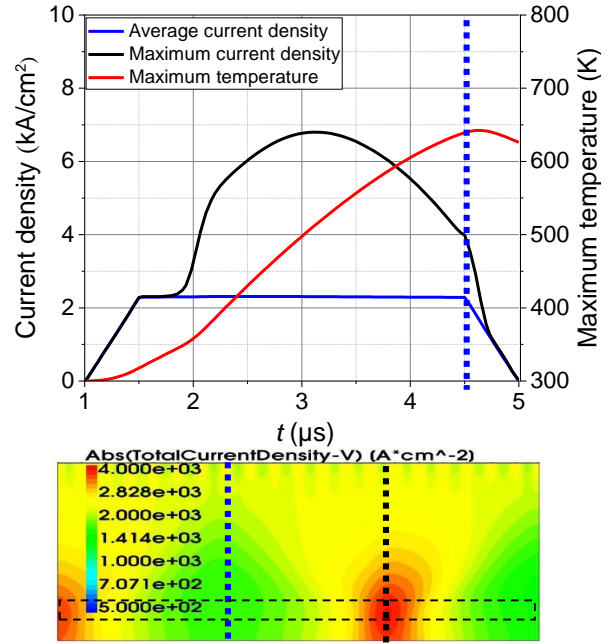 Average current density
Maximum current density
Maximum temperature
Current density (kA/cm²)
Maximum temperature (K)
10
8
6
4
2
0
800
700
600
500
400
300
1 2 3 4 5
t (µs)
Abs(TotalCurrentDensity-V) [A*cm^-2]
4.000e+03
2.828e+03
2.000e+03
1.414e+03
1.000e+03
7.071e+02
5.000e+02